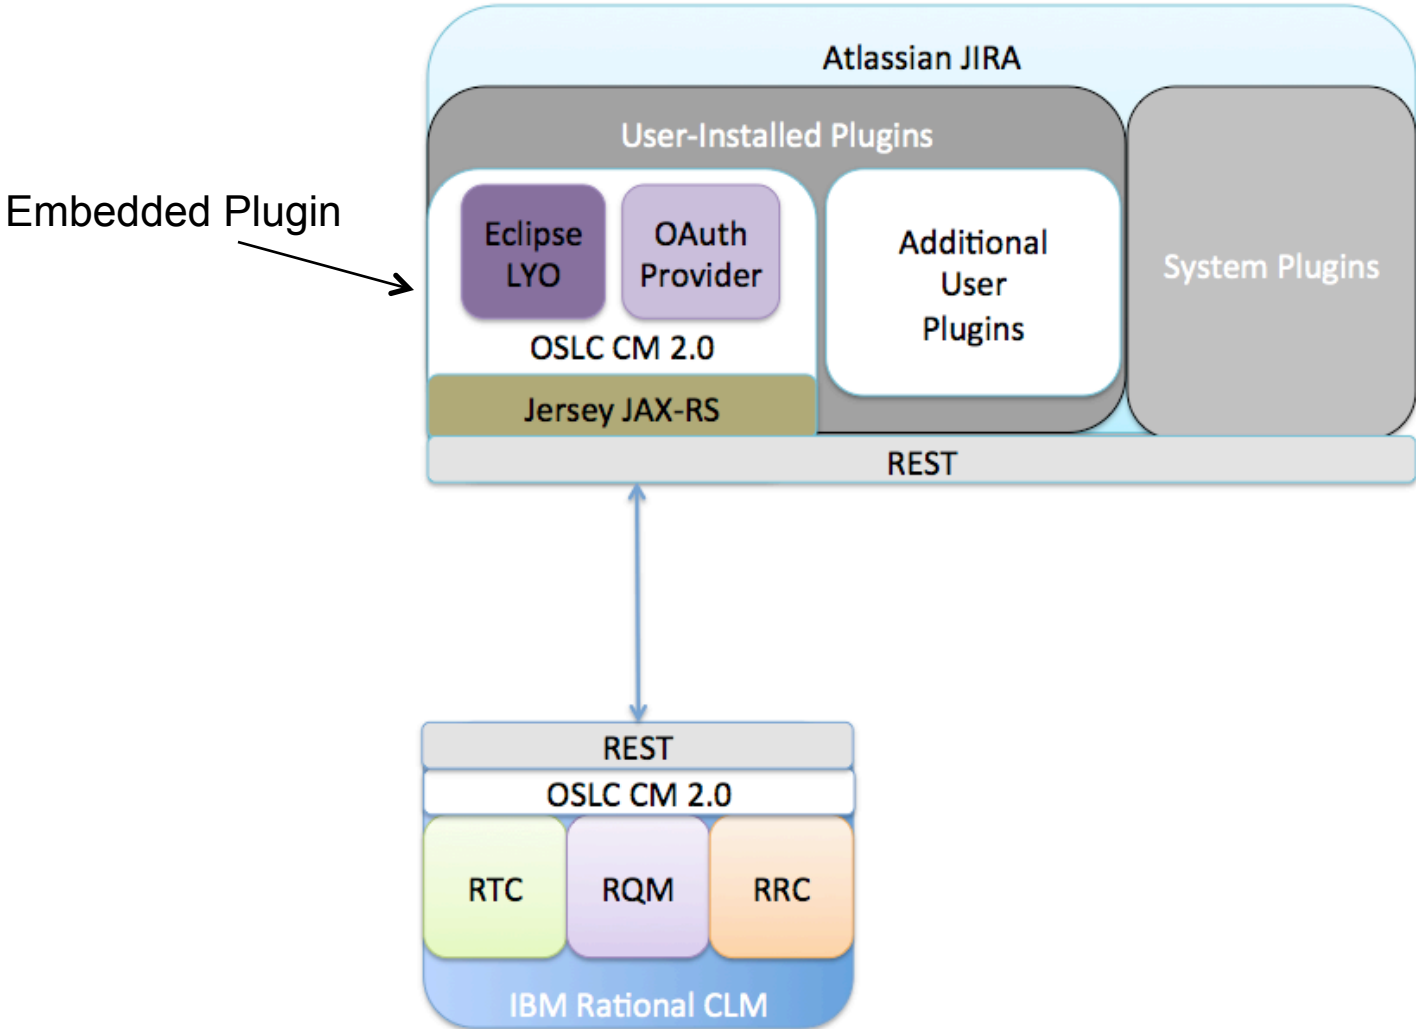 Atlassian JIRA
User-Installed Plugins
Embedded Plugin
Eclipse
LYO
OAuth
Provider
OSLC CM 2.0
Jersey JAX-RS
Additional
User
Plugins
System Plugins
REST
REST
OSLC CM 2.0
RTC
RQM
RRC
IBM Rational CLM